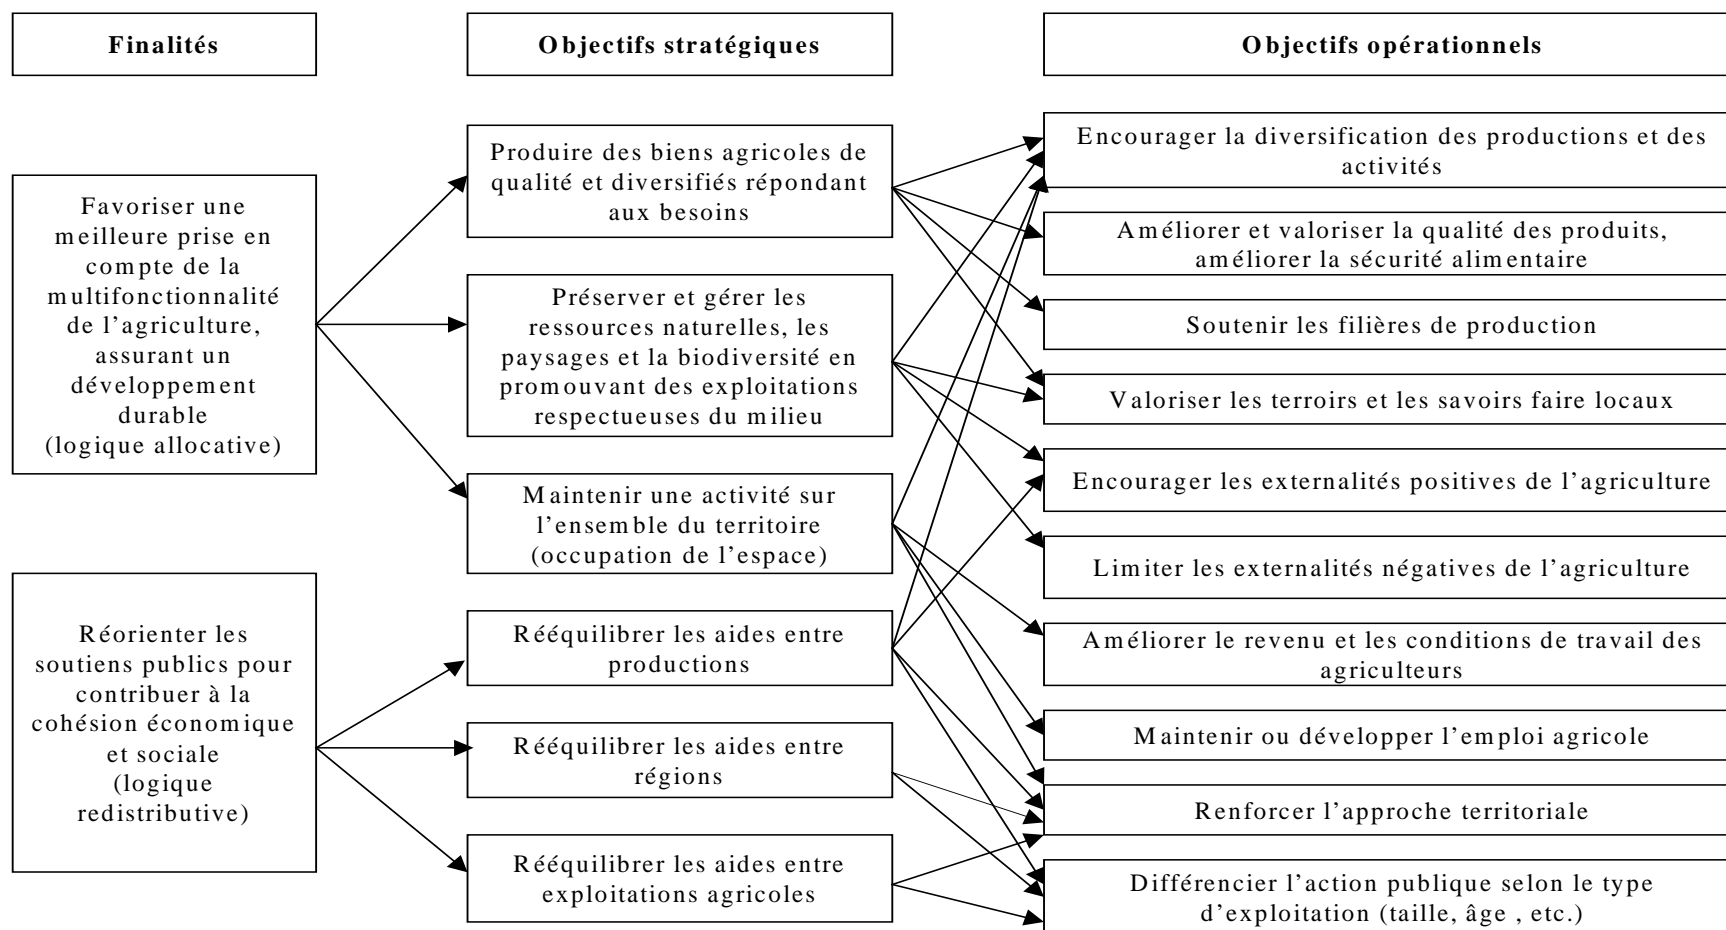 Finalités
Objectifs stratégiques
Objectifs opérationnels
Favoriser une
meilleure prise en
compte de la
multifonctionnalité
de l'agriculture,
assurant un
développement
durable
(logique allocative)
Réorienter les
soutiens publics pour
contribuer à la
cohésion économique
et sociale
(logique
redistributive)
Produire des biens agricoles de
qualité et diversifiés répondant
aux besoins
Préserver et gérer les
ressources naturelles, les
paysages et la biodiversité en
promouvant des exploitations
respectueuses du milieu
Maintenir une activité sur
l'ensemble du territoire
(occupation de l'espace)
Rééquilibrer les aides entre
productions
Rééquilibrer les aides entre
régions
Rééquilibrer les aides entre
exploitations agricoles
Encourager la diversification des productions et des
activités
Améliorer et valoriser la qualité des produits,
améliorer la sécurité alimentaire
Soutenir les filières de production
Valoriser les terroirs et les savoirs faire locaux
Encourager les externalités positives de l'agriculture
Limiter les externalités négatives de l'agriculture
Améliorer le revenu et les conditions de travail des
agriculteurs
Maintenir ou développer l'emploi agricole
Renforcer l'approche territoriale
Différencier l'action publique selon le type
d'exploitation (taille, âge , etc.)